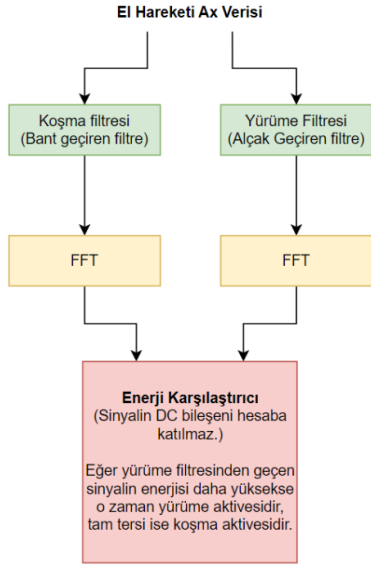 El Hareketi Ax Verisi
Koşma filtresi
(Bant geçiren filtre)
Yürüme Filtresi
(Alçak Geçiren filtre)
FFT
FFT
Enerji Karşılaştırıcı
(Sinyalin DC bileşeni hesaba
katılmaz.)
Eğer yürüme filtresinden geçen
sinyalin enerjisi daha yüksekse
o zaman yürüme aktivesidir,
tam tersi ise koşma aktivesidir.